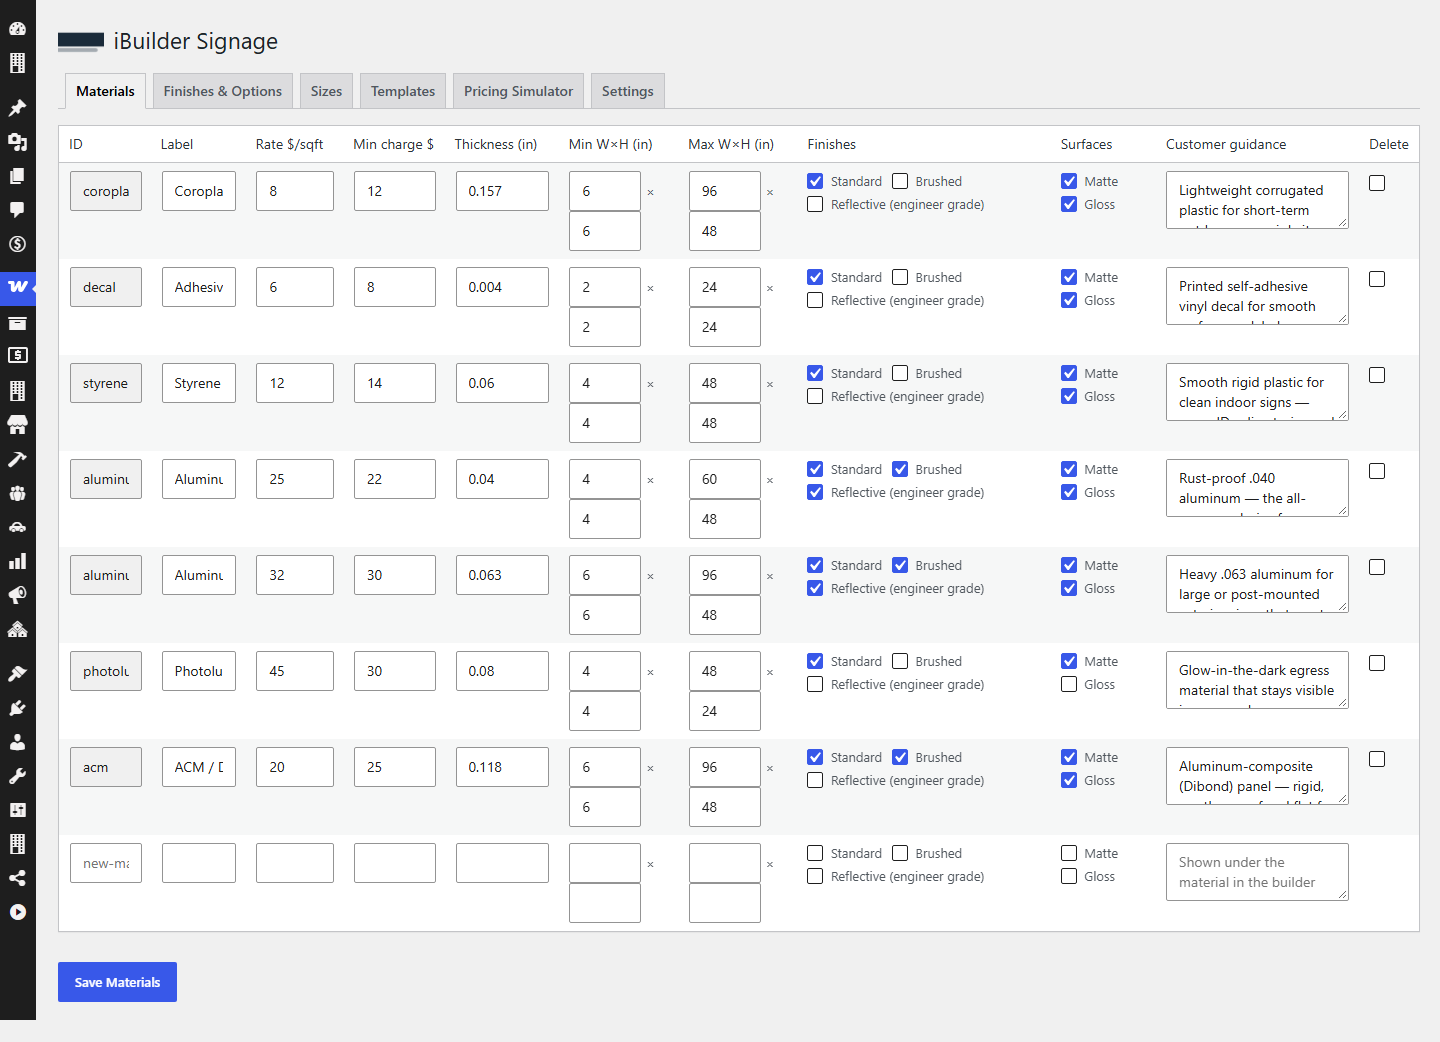 iBuilder Signage
Materials Finishes & Options Sizes Templates Pricing Simulator Settings
ID Label Rate $/sqft Min charge $ Thickness (in) Min W×H (in) Max W×H (in) Finishes Surfaces Customer guidance Delete
coropla Coropla 8 12 0.157 6 × 96 × Standard Brushed Matte Lightweight corrugated
Reflective (engineer grade) Gloss plastic for short-term
6 48
decal Adhesiv 6 8 0.004 2 × 24 × Standard Brushed Matte Printed self-adhesive
Reflective (engineer grade) Gloss vinyl decal for smooth
2 24
styrene Styrene 12 14 0.06 4 × 48 × Standard Brushed Matte Smooth rigid plastic for
Reflective (engineer grade) Gloss clean indoor signs —
4 48
aluminu Aluminu 25 22 0.04 4 × 60 × Standard Brushed Matte Rust-proof .040
Reflective (engineer grade) Gloss aluminum — the all-
4 48
aluminu Aluminu 32 30 0.063 6 × 96 × Standard Brushed Matte Heavy .063 aluminum for
Reflective (engineer grade) Gloss large or post-mounted
6 48
photolu Photolu 45 30 0.08 4 × 48 × Standard Brushed Matte Glow-in-the-dark egress
Reflective (engineer grade) Gloss material that stays visible
4 24
acm ACM / D 20 25 0.118 6 × 96 × Standard Brushed Matte Aluminum-composite
Reflective (engineer grade) Gloss (Dibond) panel — rigid,
6 48
new-ma × × Standard Brushed Matte Shown under the
Reflective (engineer grade) Gloss material in the builder
Save Materials